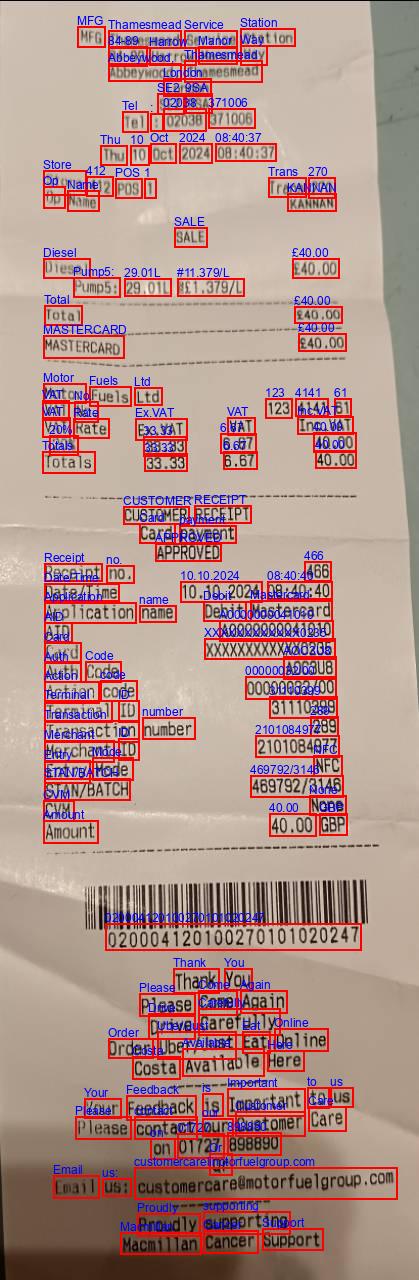 MFG Thamesmead Service Station
84-89 Harrow Manor Way
Abbeywood, Thamesmead
London
SE2 9SA
Tel : 02038 371006
Thu 10 Oct 2024 08:40:37
Store 412 POS 1 Trans 270
Op Name KANNAN
SALE
Diesel £40.00
Pump5: 29.01L £1.379/L
Total £40.00
MASTERCARD £40.00
Motor Fuels Ltd
VAT No. 123 4141 61
VAT Rate Ex.VAT VAT Inc.VAT
20% 33.33 6.67 40.00
Totals 33.33 6.67 40.00
CUSTOMER RECEIPT
Card payment
APPROVED
Receipt no. 466
Date/Time 10.10.2024 08:40:40
Application name Debit Mastercard
AID A0000000041010
Card
Auth Code
Action code
Terminal ID 31110399
Transaction number 289
Merchant ID
Entry Mode NFC
STAN/BATCH 469792/3146
CVM None
Amount 40.00 GBP
020004120100270101020247
Thank You
Please Come Again
Drive Carefully
Order Uber/Just Eat Online
Costa Available Here
Your Feedback is Important to us
Please contact our Customer Care
on 01727 898890
or
Email us: customercare@motorfuelgroup.com
Proudly supporting
Macmillan Cancer Support